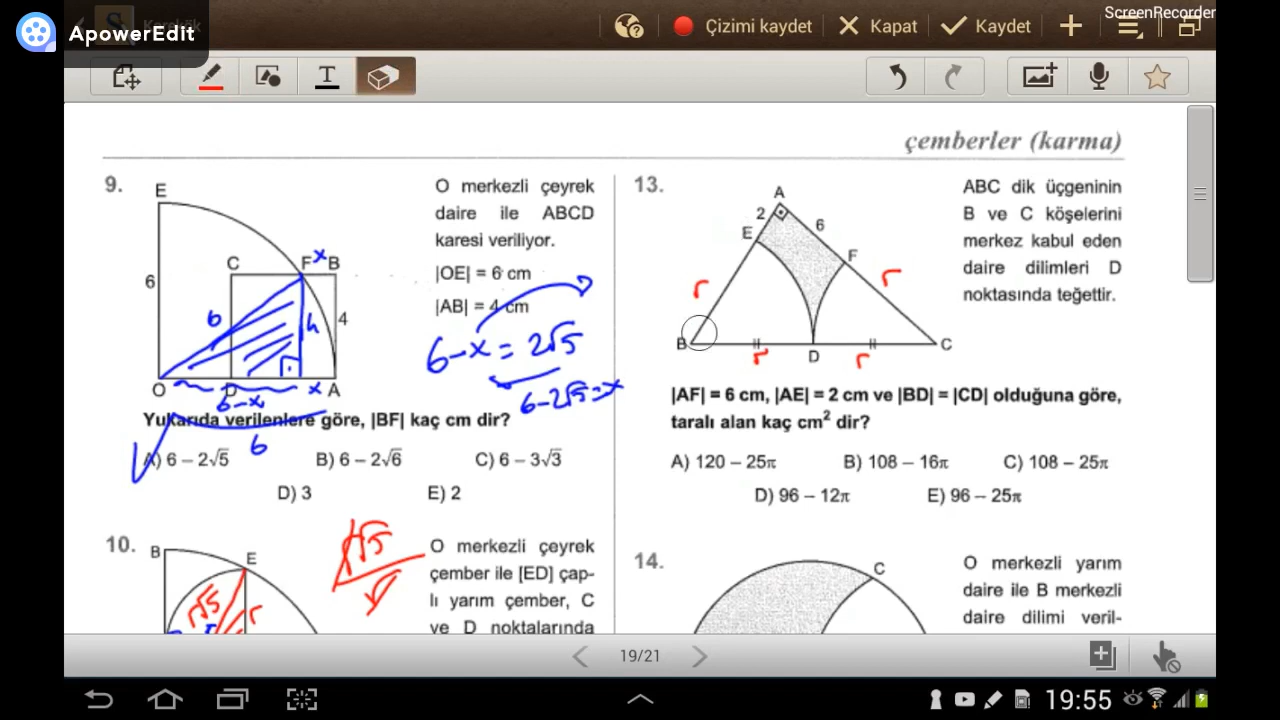 ScreenRecorder
ApowerEdit
Çizimi kaydet
Kapat
Kaydet
T
çemberler (karma)
9.
E
C
F
x
B
6
6
h
4
O
D
6-x
x
A
6
O merkezli çeyrek
daire ile ABCD
karesi veriliyor.
|OE| = 6 cm
|AB| = 4 cm
6-x = 2√5
6-2√5=x
Yukarıda verilenlere göre, |BF| kaç cm dir?
A) 6 – 2√5
B) 6 – 2√6
C) 6 – 3√3
D) 3
E) 2
10.
B
E
r√5
r
O merkezli çeyrek
çember ile [ED] çap-
lı yarım çember, C
ve D noktalarında
13.
A
2
6
E
F
r
r
B
r
D
r
C
ABC dik üçgeninin
B ve C köşelerini
merkez kabul eden
daire dilimleri D
noktasında teğettir.
|AF| = 6 cm, |AE| = 2 cm ve |BD| = |CD| olduğuna göre,
taralı alan kaç cm² dir?
A) 120 – 25π
B) 108 – 16π
C) 108 – 25π
D) 96 – 12π
E) 96 – 25π
14.
C
O merkezli yarım
daire ile B merkezli
daire dilimi veril-
19/21
19:55